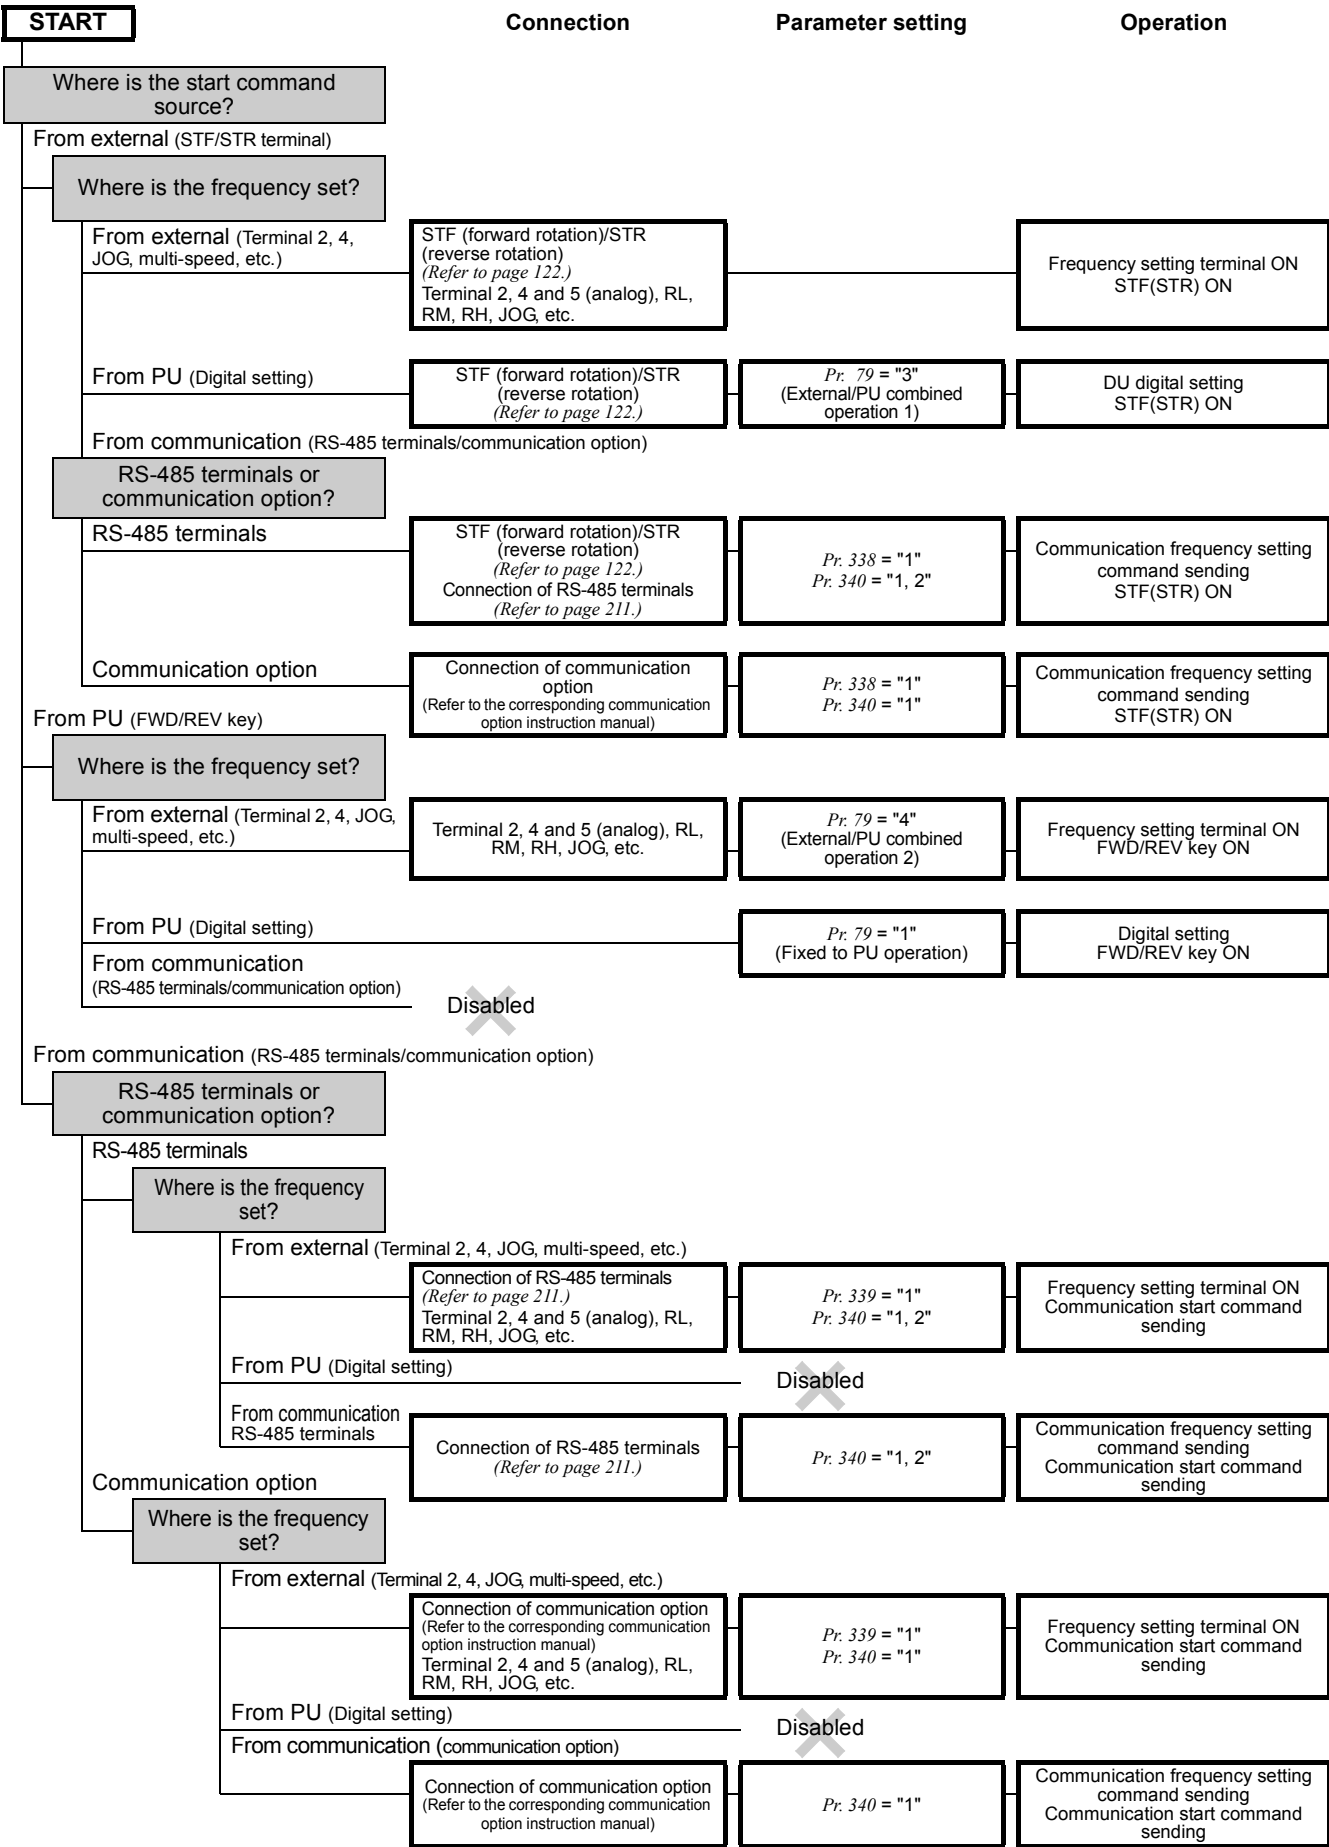 START
Connection
Parameter setting
Operation
Where is the start command
source?
From external (STF/STR terminal)
Where is the frequency set?
From external (Terminal 2, 4,
JOG, multi-speed, etc.)
STF (forward rotation)/STR
(reverse rotation)
(Refer to page 122.)
Terminal 2, 4 and 5 (analog), RL,
RM, RH, JOG, etc.
Frequency setting terminal ON
STF(STR) ON
From PU (Digital setting)
STF (forward rotation)/STR
(reverse rotation)
(Refer to page 122.)
Pr. 79 = "3"
(External/PU combined
operation 1)
DU digital setting
STF(STR) ON
From communication (RS-485 terminals/communication option)
RS-485 terminals or
communication option?
RS-485 terminals
STF (forward rotation)/STR
(reverse rotation)
(Refer to page 122.)
Connection of RS-485 terminals
(Refer to page 211.)
Pr. 338 = "1"
Pr. 340 = "1, 2"
Communication frequency setting
command sending
STF(STR) ON
Communication option
Connection of communication
option
(Refer to the corresponding communication
option instruction manual)
Pr. 338 = "1"
Pr. 340 = "1"
Communication frequency setting
command sending
STF(STR) ON
From PU (FWD/REV key)
Where is the frequency set?
From external (Terminal 2, 4, JOG,
multi-speed, etc.)
Terminal 2, 4 and 5 (analog), RL,
RM, RH, JOG, etc.
Pr. 79 = "4"
(External/PU combined
operation 2)
Frequency setting terminal ON
FWD/REV key ON
From PU (Digital setting)
Pr. 79 = "1"
(Fixed to PU operation)
Digital setting
FWD/REV key ON
From communication
(RS-485 terminals/communication option)
Disabled
From communication (RS-485 terminals/communication option)
RS-485 terminals or
communication option?
RS-485 terminals
Where is the frequency
set?
From external (Terminal 2, 4, JOG, multi-speed, etc.)
Connection of RS-485 terminals
(Refer to page 211.)
Terminal 2, 4 and 5 (analog), RL,
RM, RH, JOG, etc.
Pr. 339 = "1"
Pr. 340 = "1, 2"
Frequency setting terminal ON
Communication start command
sending
From PU (Digital setting)
Disabled
From communication
RS-485 terminals
Connection of RS-485 terminals
(Refer to page 211.)
Pr. 340 = "1, 2"
Communication frequency setting
command sending
Communication start command
sending
Communication option
Where is the frequency
set?
From external (Terminal 2, 4, JOG, multi-speed, etc.)
Connection of communication option
(Refer to the corresponding communication
option instruction manual)
Terminal 2, 4 and 5 (analog), RL,
RM, RH, JOG, etc.
Pr. 339 = "1"
Pr. 340 = "1"
Frequency setting terminal ON
Communication start command
sending
From PU (Digital setting)
Disabled
From communication (communication option)
Connection of communication option
(Refer to the corresponding communication
option instruction manual)
Pr. 340 = "1"
Communication frequency setting
command sending
Communication start command
sending